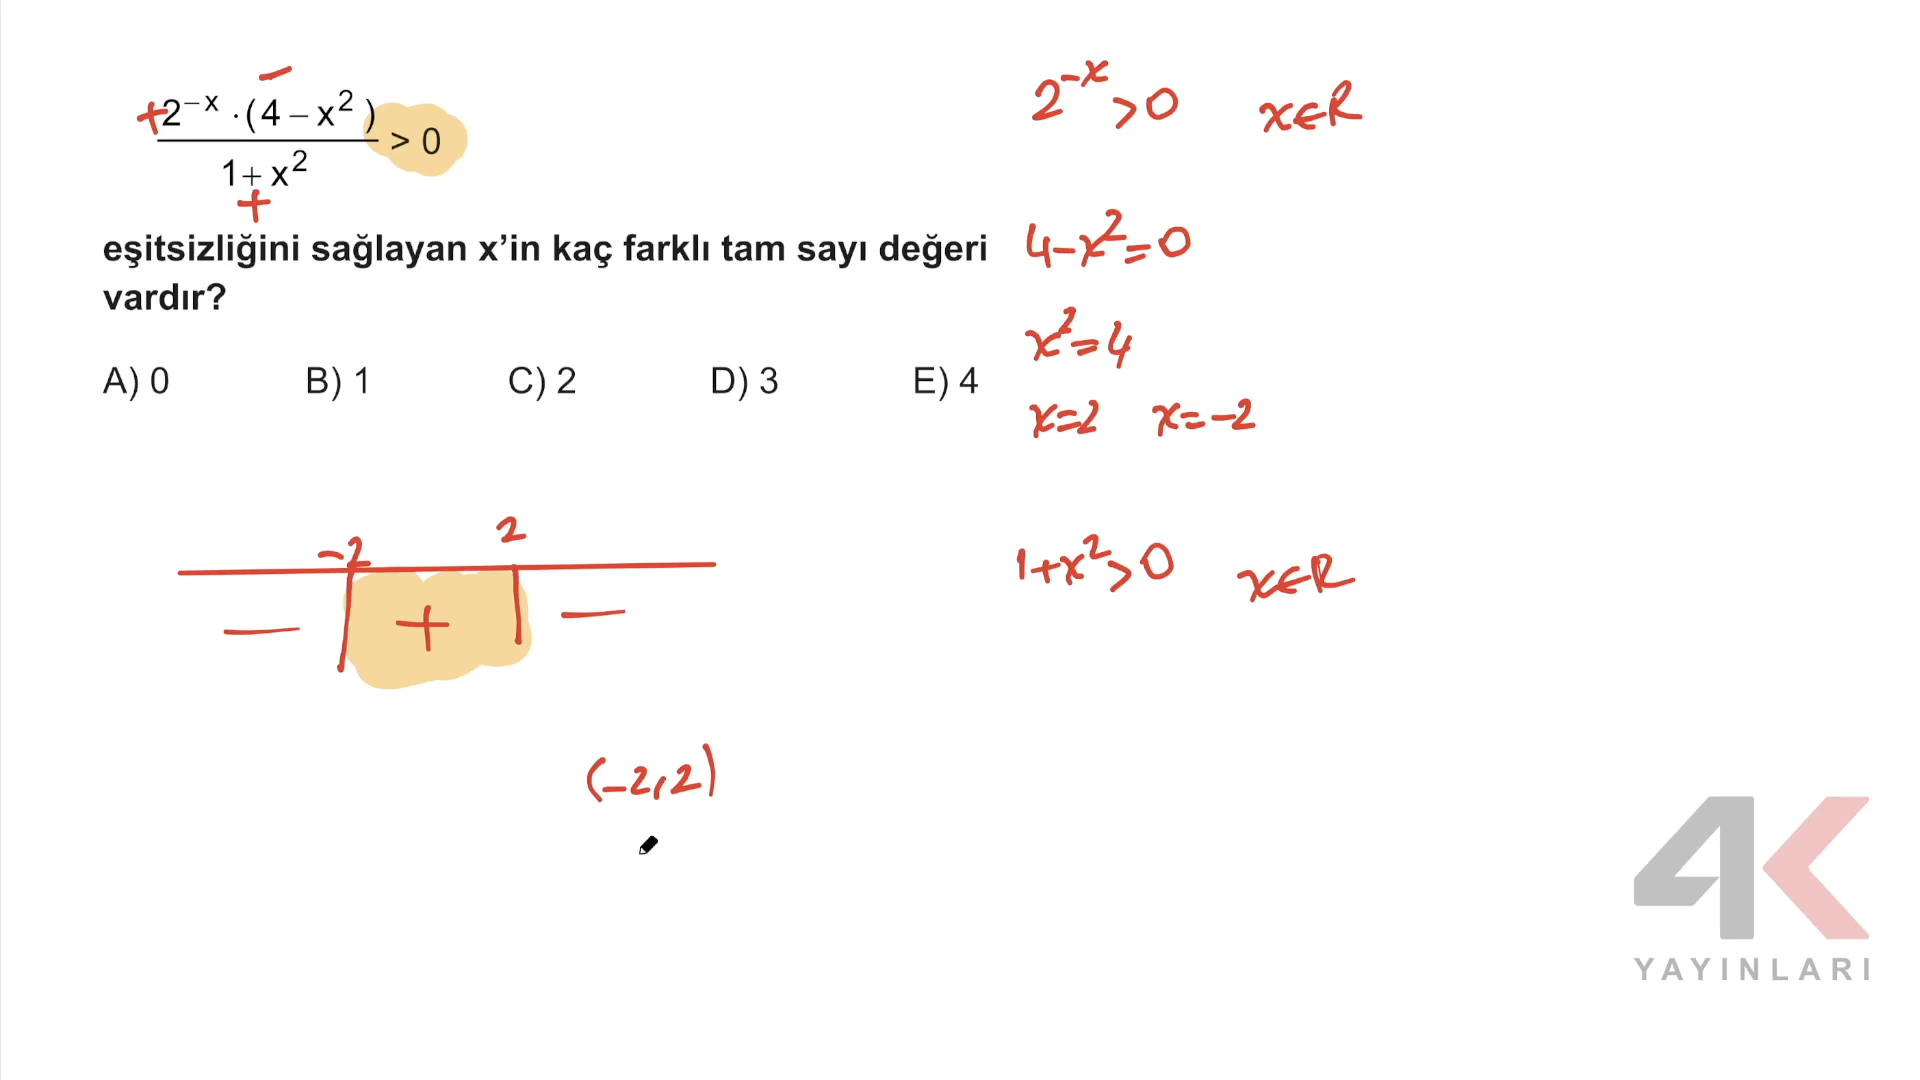 −
+2⁻ˣ · (4 − x²)
1 + x²
> 0
+
eşitsizliğini sağlayan x’in kaç farklı tam sayı değeri
vardır?
A) 0 B) 1 C) 2 D) 3 E) 4
−2 2
− + −
(−2,2)
2⁻ˣ > 0 x∈R
4−x²=0
x²=4
x=2 x=−2
1+x²>0 x∈R
4K
YAYINLARI